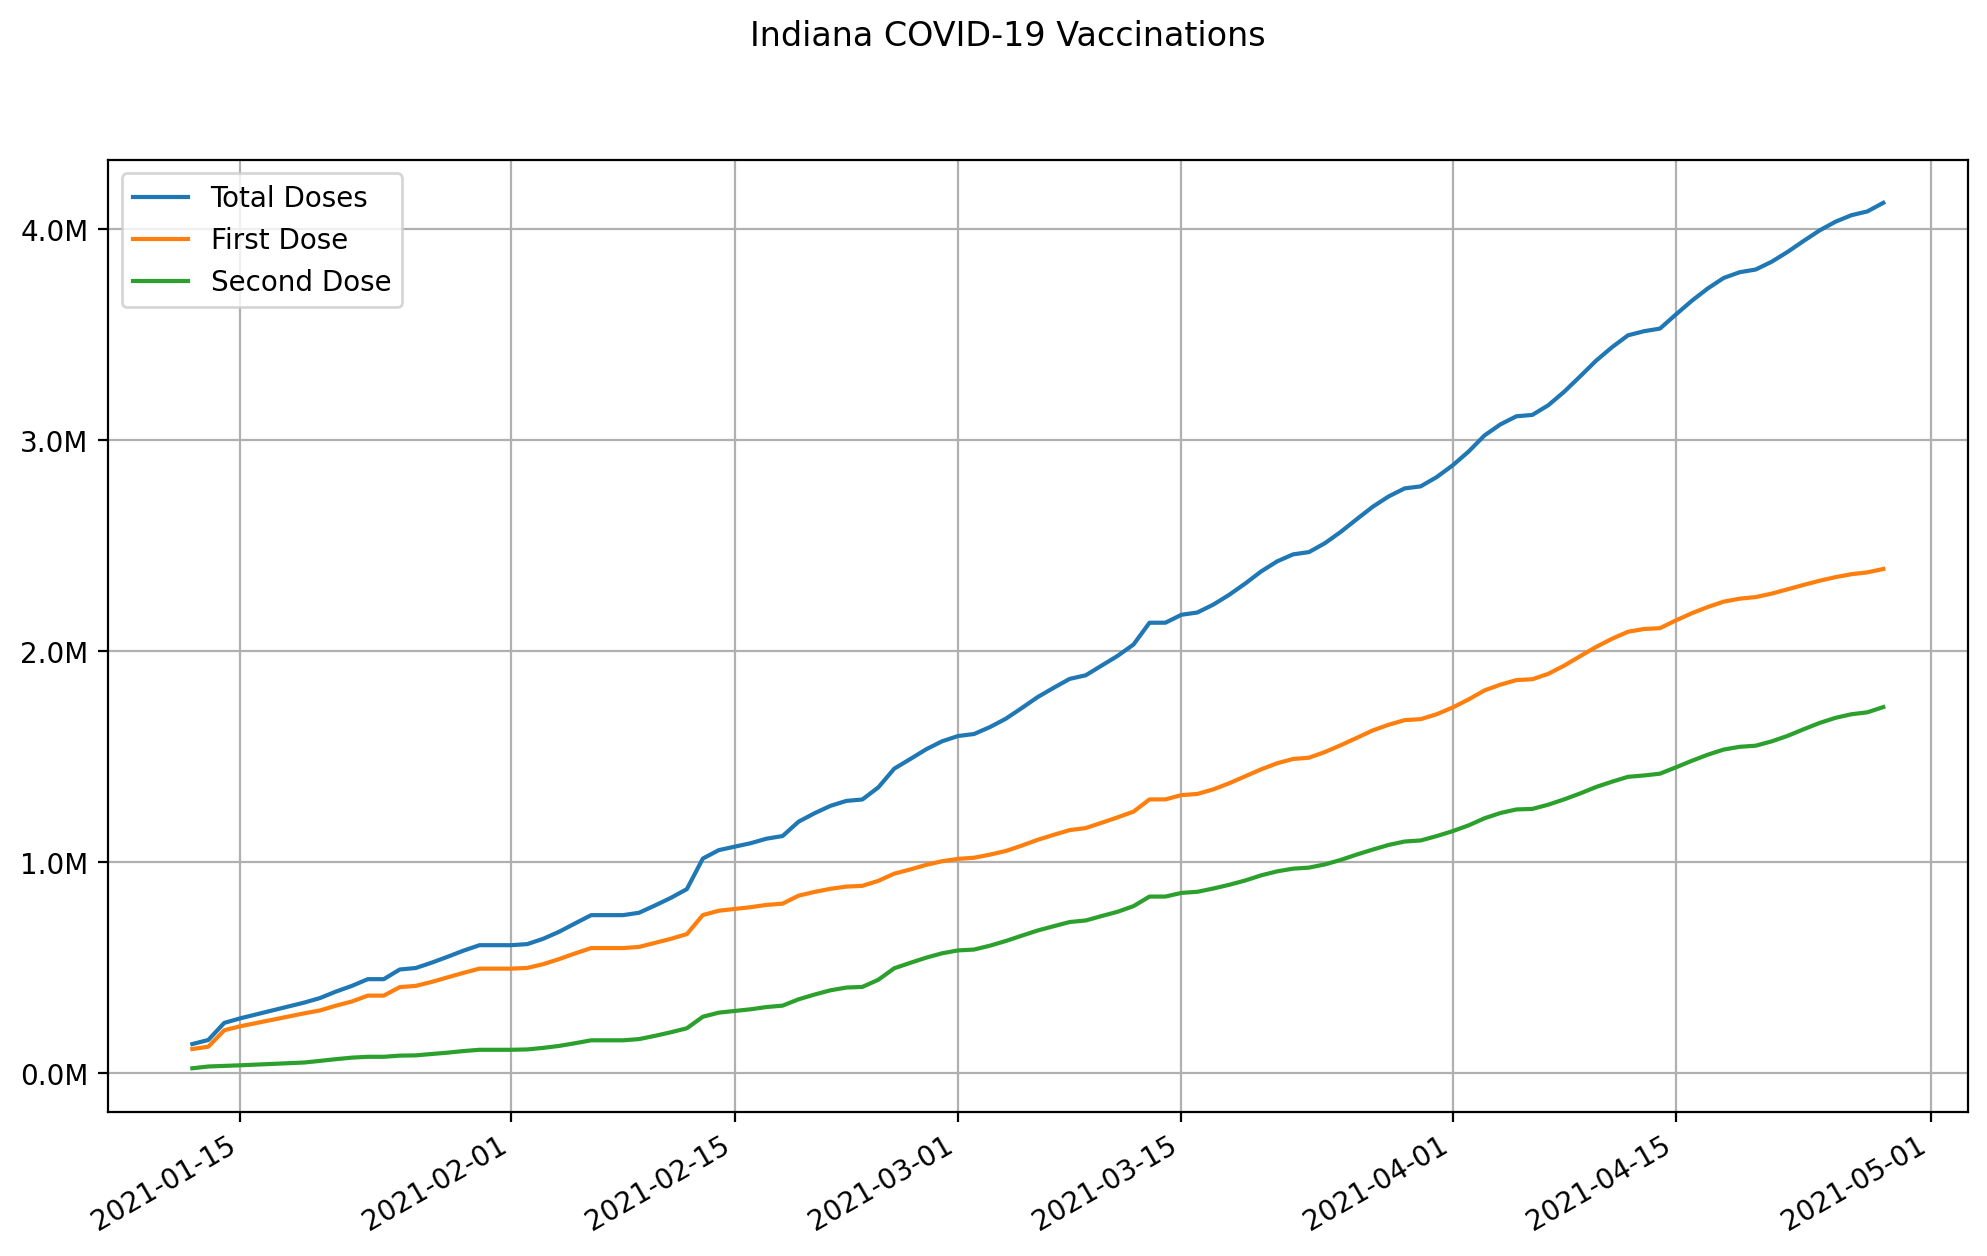 Indiana COVID-19 Vaccinations
Total Doses
First Dose
Second Dose
4.0M
3.0M
2.0M
1.0M
0.0M
2021-01-15
2021-02-01
2021-02-15
2021-03-01
2021-03-15
2021-04-01
2021-04-15
2021-05-01